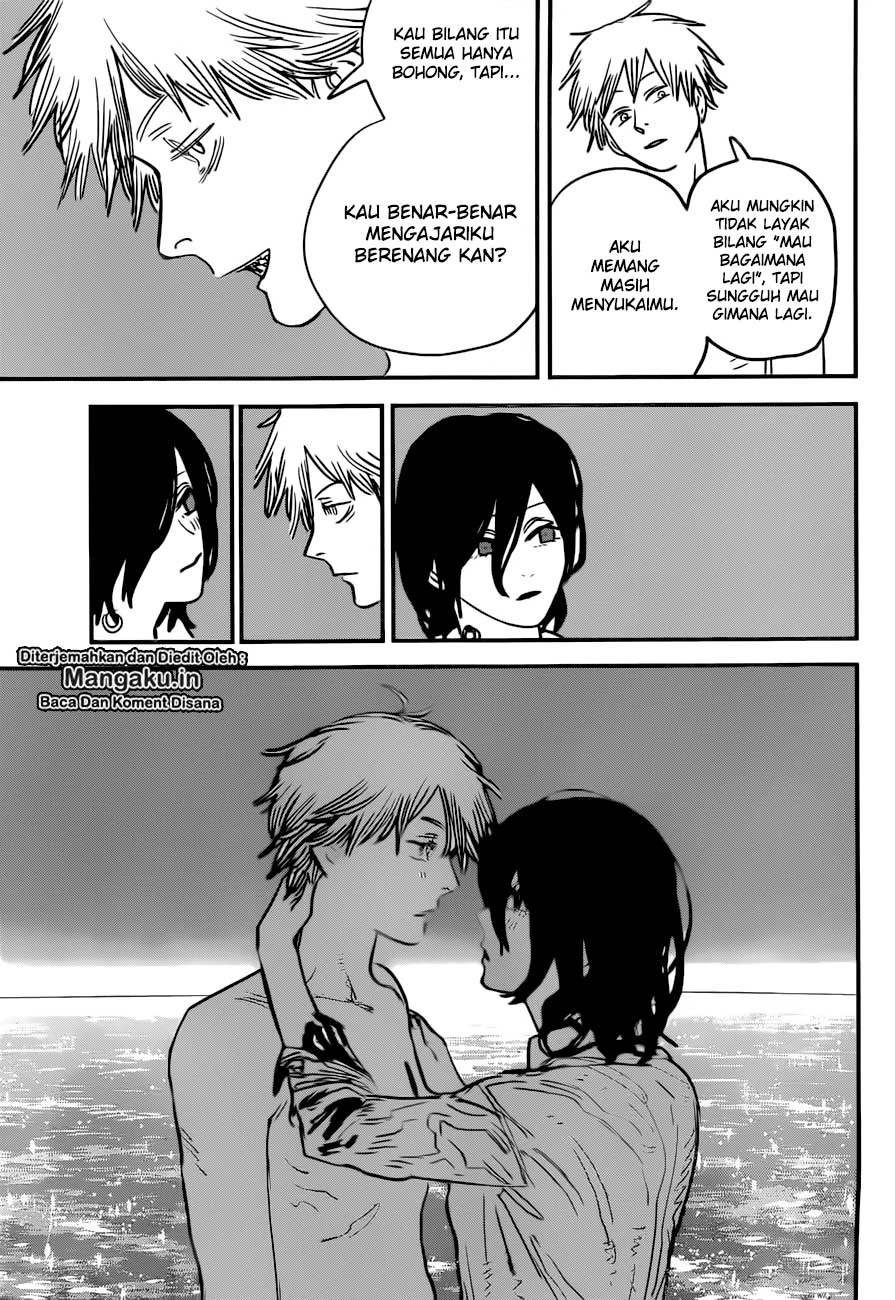 AKU MUNGKIN
TIDAK LAYAK
BILANG "MAU
BAGAIMANA
LAGI", TAPI
SUNGGUH MAU
GIMANA LAGI.
AKU
MEMANG
MASIH
MENYUKAIMU.
KAU BILANG ITU
SEMUA HANYA
BOHONG, TAPI...
KAU BENAR-BENAR
MENGAJARIKU
BERENANG KAN?
Diterjemahkan dan Diedit Oleh :
Mangaku.in
Baca Dan Koment Disana